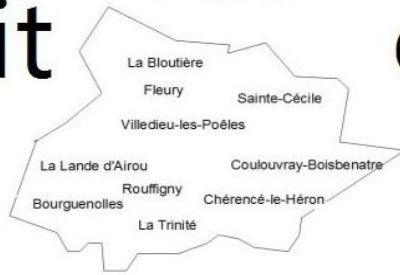 it
La Bloutière
Fleury
Sainte-Cécile
Villedieu-les-Poêles
La Lande d'Airou
Coulouvray-Boisbenatre
Rouffigny
Bourguenolles
Chérencé-le-Héron
La Trinité